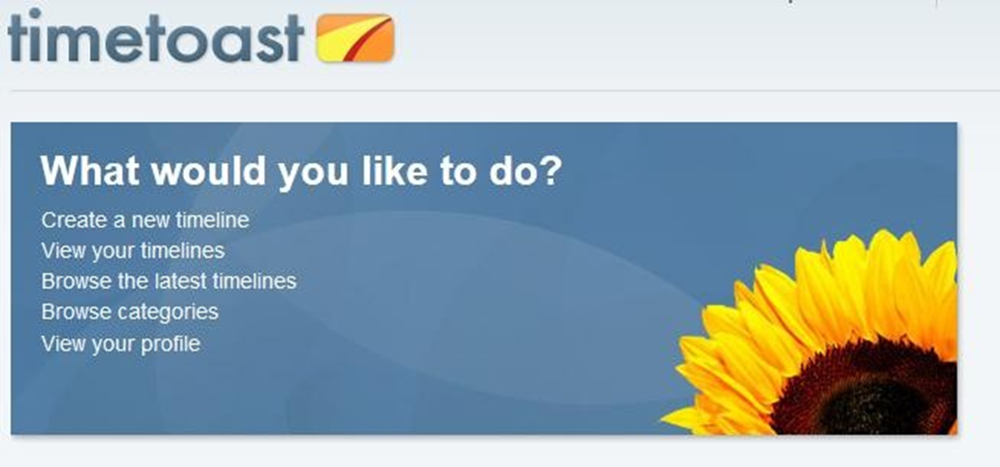 timetoast
What would you like to do?
Create a new timeline
View your timelines
Browse the latest timelines
Browse categories
View your profile